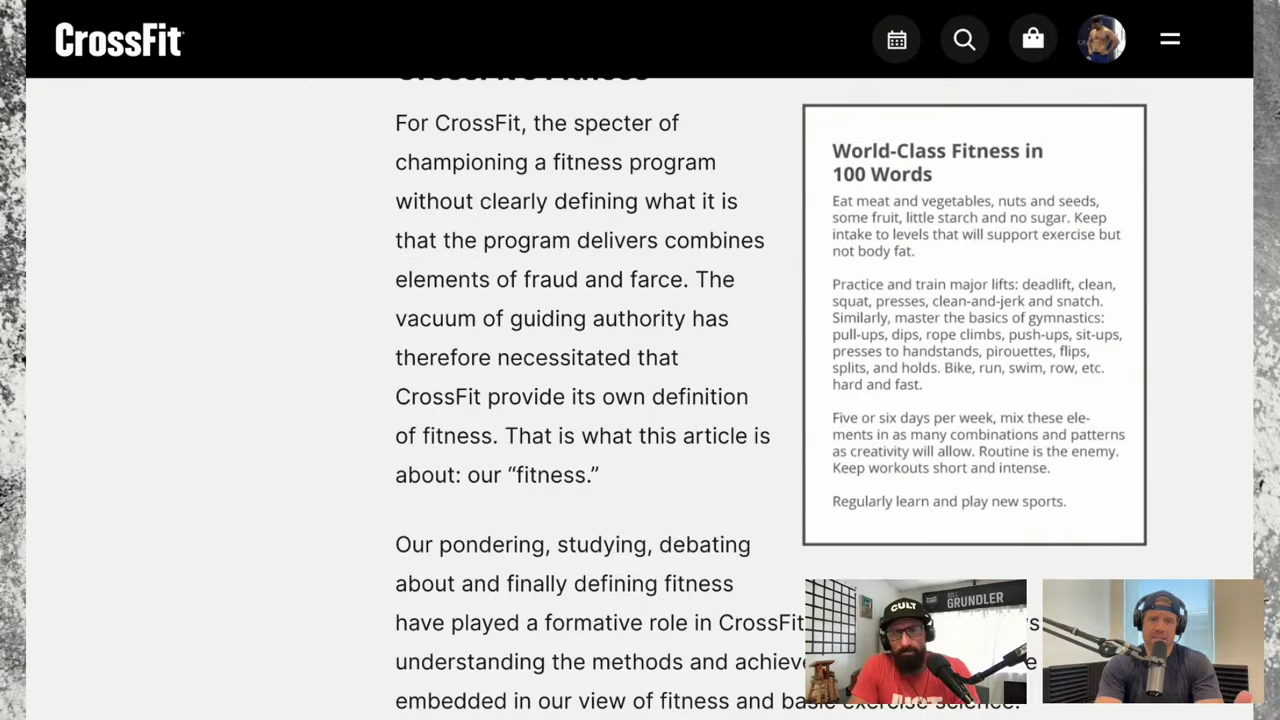 CrossFit
CrossFit's Fitness
For CrossFit, the specter of
championing a fitness program
without clearly defining what it is
that the program delivers combines
elements of fraud and farce. The
vacuum of guiding authority has
therefore necessitated that
CrossFit provide its own definition
of fitness. That is what this article is
about: our “fitness.”
Our pondering, studying, debating
about and finally defining fitness
have played a formative role in CrossFit
understanding the methods and achieve
embedded in our view of fitness and basic exercise science.
World-Class Fitness in
100 Words
Eat meat and vegetables, nuts and seeds,
some fruit, little starch and no sugar. Keep
intake to levels that will support exercise but
not body fat.
Practice and train major lifts: deadlift, clean,
squat, presses, clean-and-jerk and snatch.
Similarly, master the basics of gymnastics:
pull-ups, dips, rope climbs, push-ups, sit-ups,
presses to handstands, pirouettes, flips,
splits, and holds. Bike, run, swim, row, etc.
hard and fast.
Five or six days per week, mix these ele-
ments in as many combinations and patterns
as creativity will allow. Routine is the enemy.
Keep workouts short and intense.
Regularly learn and play new sports.
BILL
GRUNDLER
CULT